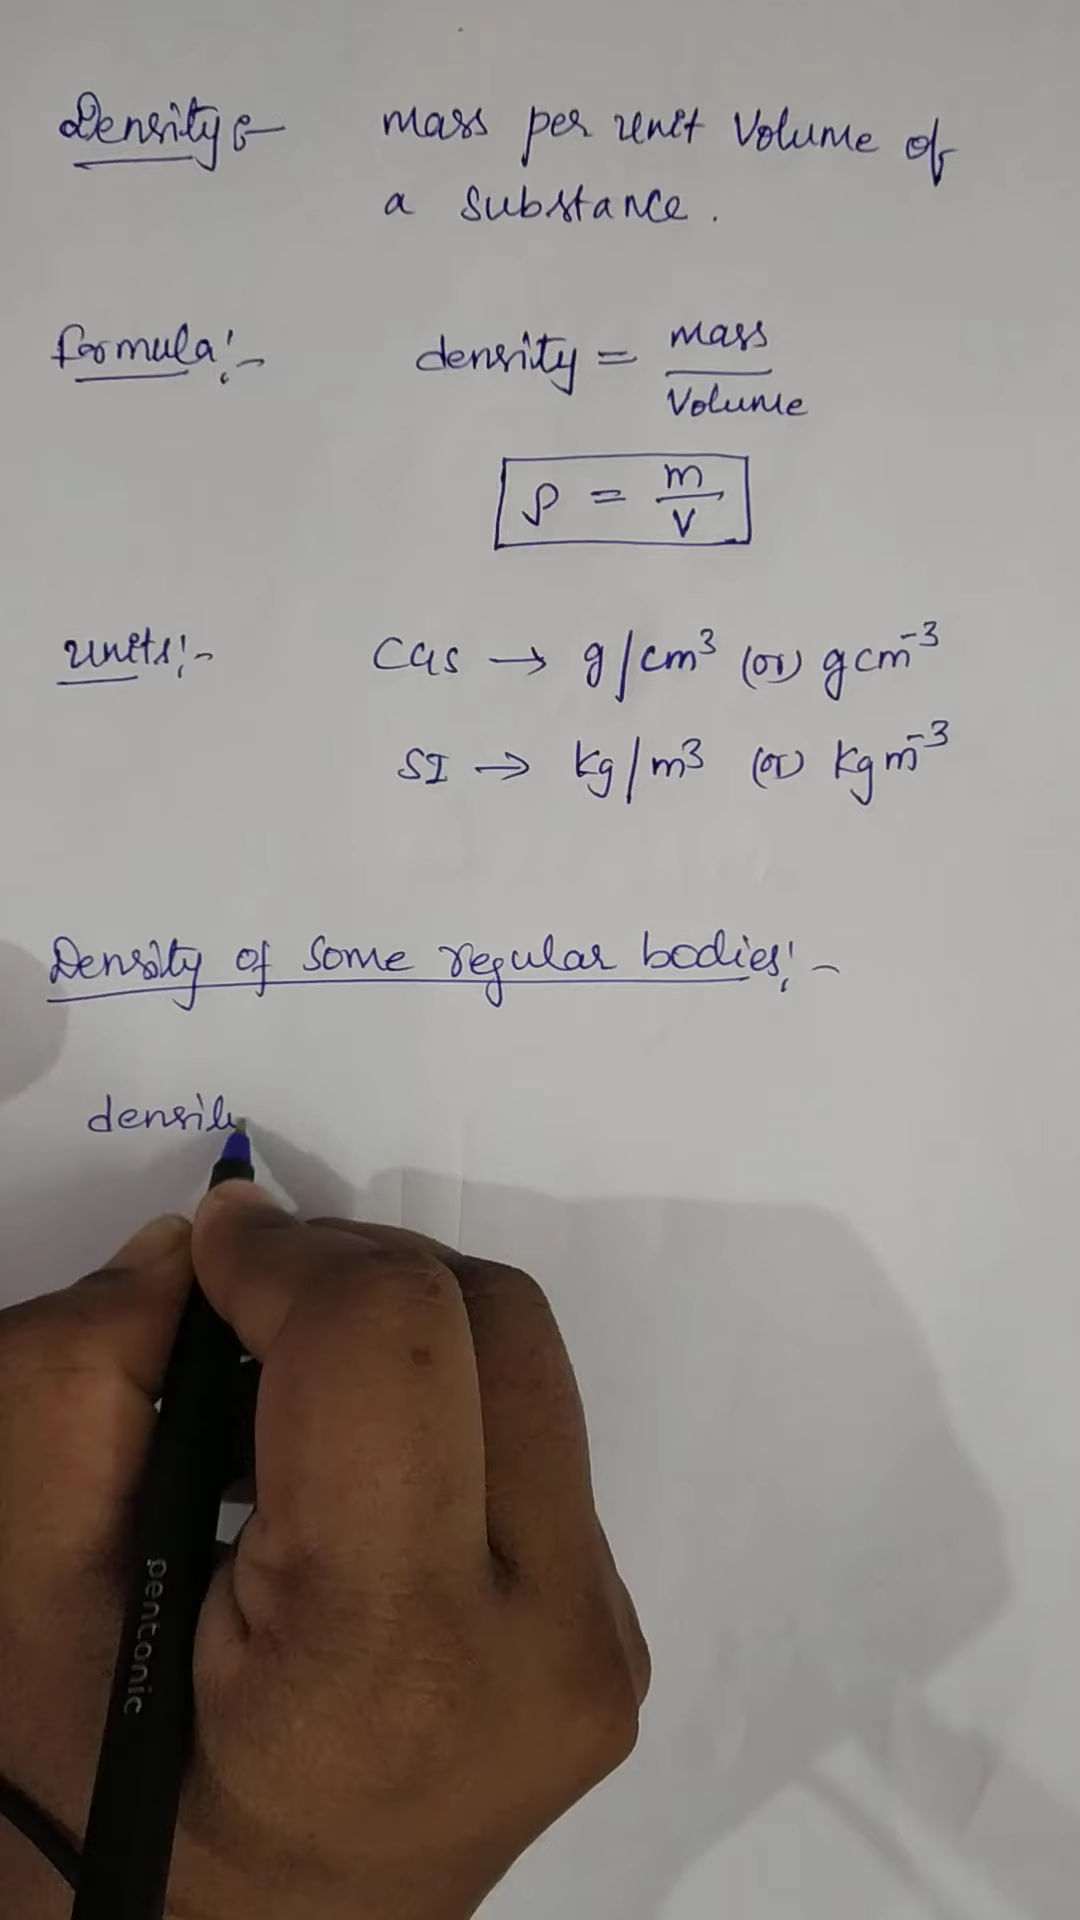 Density:- mass per unit Volume of
a substance.
formula:- density = mass
Volume
ρ = m
V
units:- CGS → g/cm³ (or) gcm⁻³
SI → kg/m³ (or) kgm⁻³
Density of some regular bodies:-
densit
pentonic